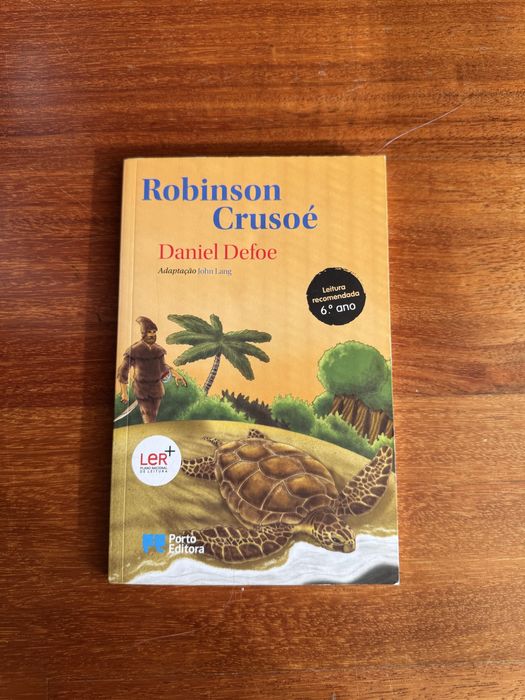 Robinson
Crusoé
Daniel Defoe
Adaptação John Lang
Leitura
recomendada
6.º ano
LeR+
PLANO NACIONAL
DE LEITURA
Porto
Editora